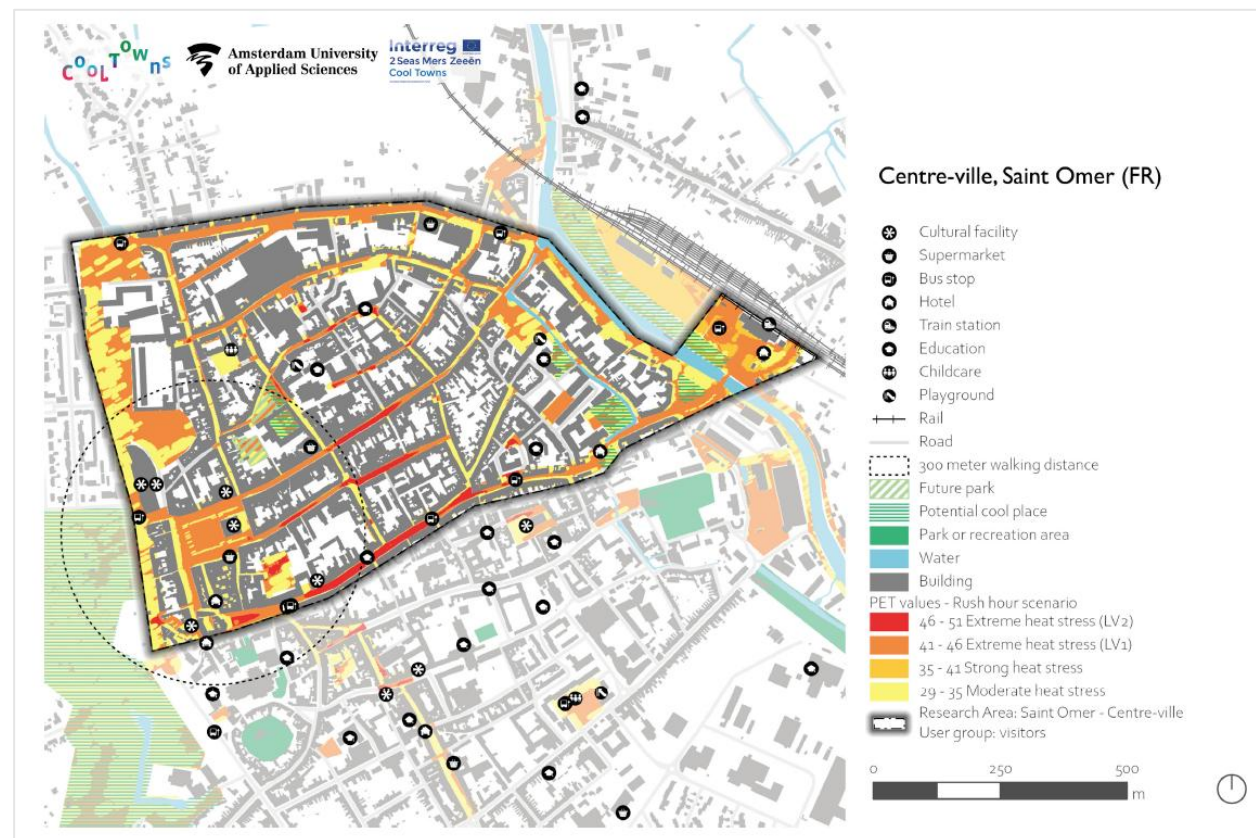 COOL TOWNS
Amsterdam University
of Applied Sciences
Interreg
2 Seas Mers Zeeën
Cool Towns
Centre-ville, Saint Omer (FR)
Cultural facility
Supermarket
Bus stop
Hotel
Train station
Education
Childcare
Playground
Rail
Road
300 meter walking distance
Future park
Potential cool place
Park or recreation area
Water
Building
PET values - Rush hour scenario
46 - 51 Extreme heat stress (LV2)
41 - 46 Extreme heat stress (LV1)
35 - 41 Strong heat stress
29 - 35 Moderate heat stress
Research Area: Saint Omer - Centre-ville
User group: visitors
0 250 500
m